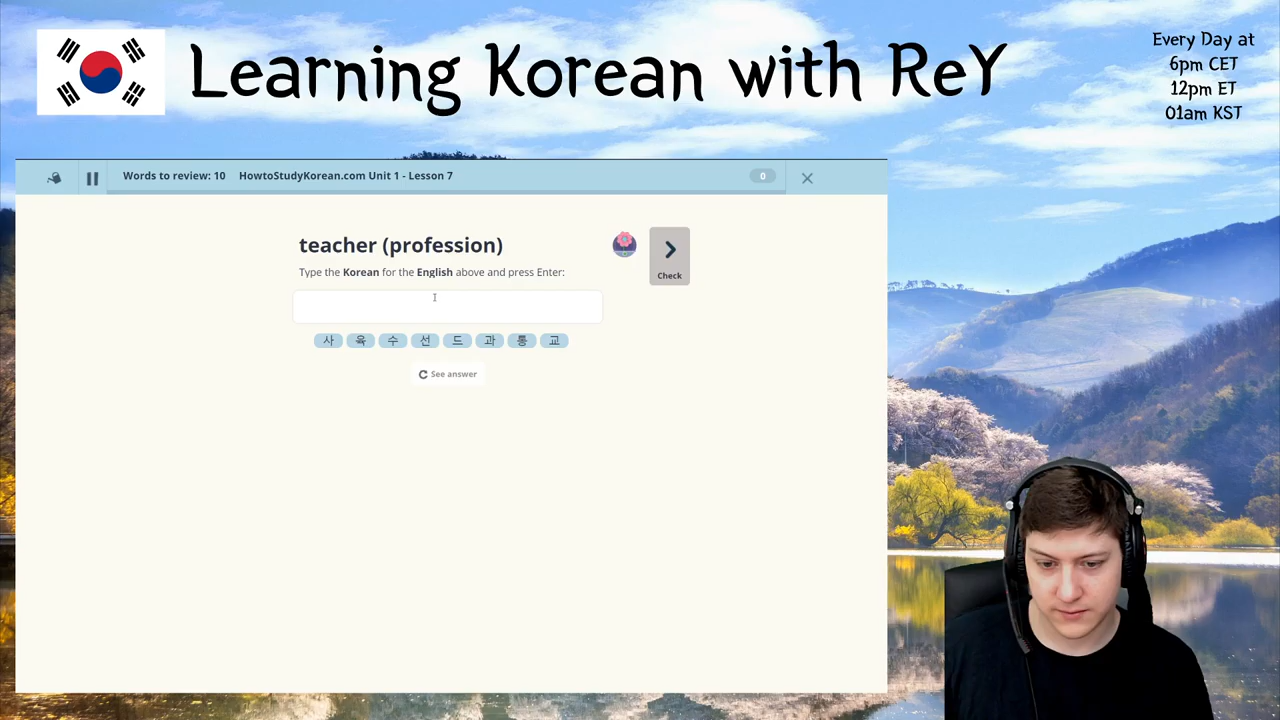 Learning Korean with ReY
Every Day at
6pm CET
12pm ET
01am KST
Words to review: 10 HowtoStudyKorean.com Unit 1 - Lesson 7
0
teacher (profession)
Type the Korean for the English above and press Enter:
Check
사 육 수 선 드 과 통 교
See answer